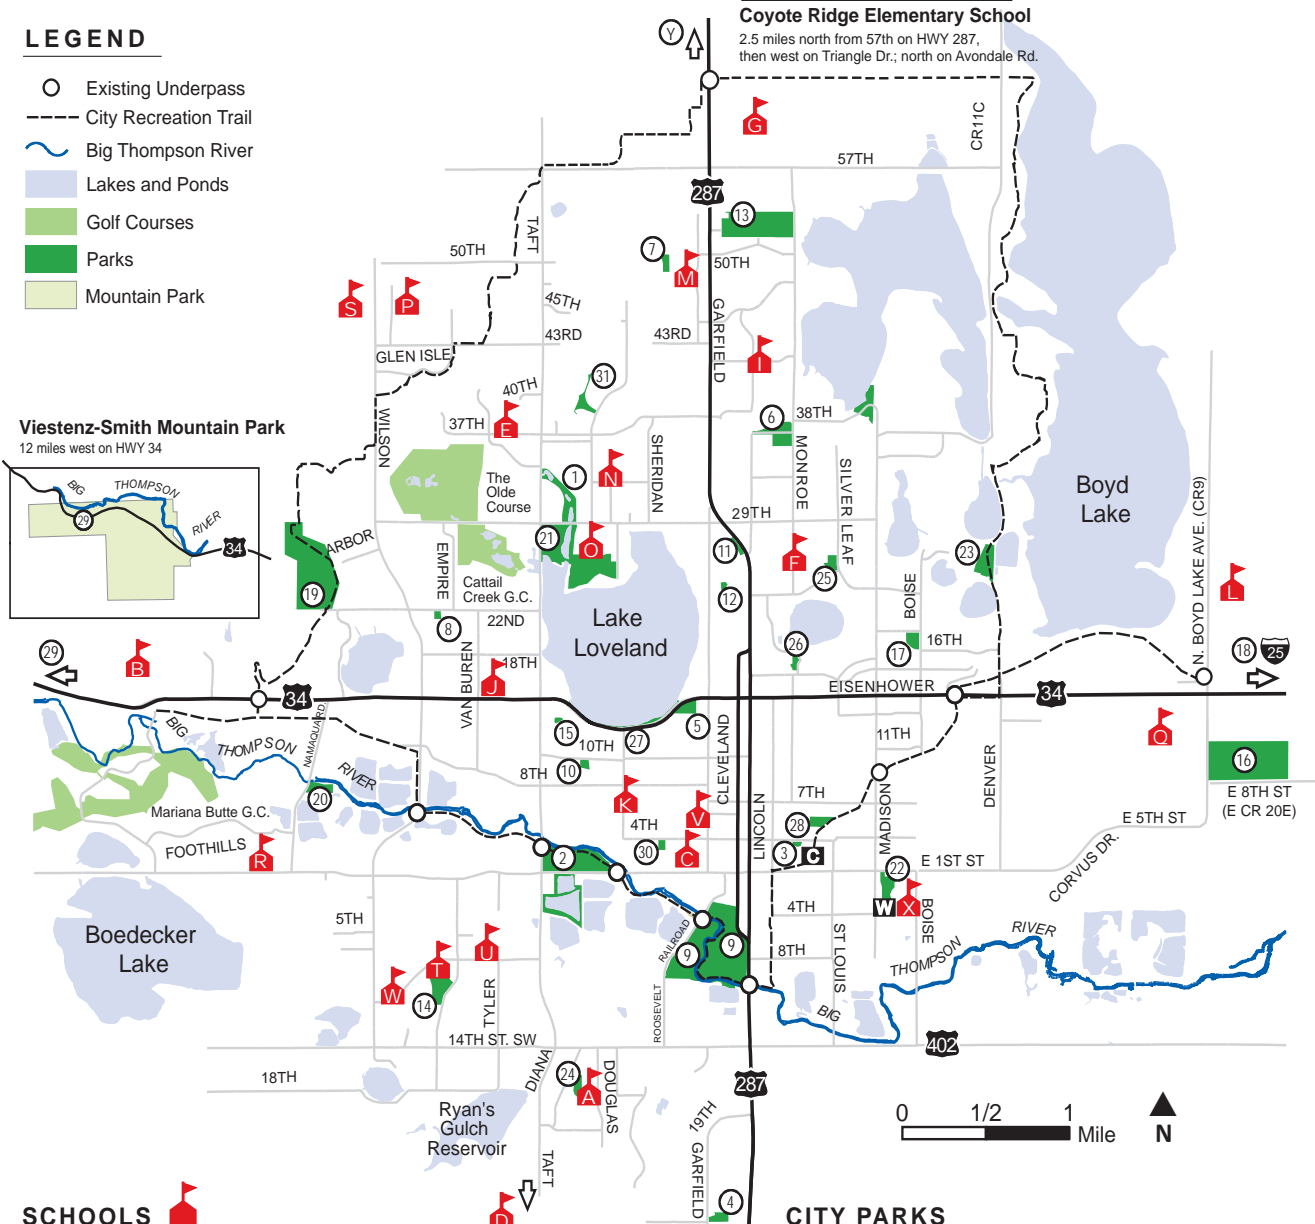 Coyote Ridge Elementary School
2.5 miles north from 57th on HWY 287,
then west on Triangle Dr.; north on Avondale Rd.
Y
LEGEND
Existing Underpass
City Recreation Trail
Big Thompson River
Lakes and Ponds
Golf Courses
Parks
Mountain Park
G
CR11C
57TH
287
13
TAFT
7
50TH
M
50TH
S
P
45TH
GARFIELD
43RD
43RD
GLEN ISLE
I
31
40TH
6
38TH
WILSON
37TH
E
Viestenz-Smith Mountain Park
12 miles west on HWY 34
BIG
THOMPSON
RIVER
29
34
SHERIDAN
MONROE
SILVER LEAF
The
Olde
Course
1
N
Boyd
Lake
N. BOYD LAKE AVE. (CR9)
29TH
ARBOR
21
O
11
F
23
EMPIRE
Cattail
Creek G.C.
25
BOISE
L
19
12
22ND
8
Lake
Loveland
26
16TH
17
29
B
18TH
J
VAN BUREN
18
25
EISENHOWER
34
34
NAMAQUARD
BIG
THOMPSON
RIVER
15
10TH
27
5
CLEVELAND
11TH
Q
DENVER
16
8TH
10
E 8TH ST
(E CR 20E)
20
K
V
7TH
Mariana Butte G.C.
4TH
LINCOLN
28
MADISON
E 5TH ST
FOOTHILLS
R
2
30
C
3
C
E 1ST ST
22
CORVUS DR.
W
X
4TH
BOISE
5TH
Boedecker
Lake
RAILROAD
9
9
8TH
ST LOUIS
THOMPSON
RIVER
U
T
W
14
TYLER
ROOSEVELT
BIG
14TH ST. SW
402
18TH
DIANA
24
A
DOUGLAS
287
Ryan's
Gulch
Reservoir
19TH
0
1/2
1
Mile
N
TAFT
GARFIELD
4
D
SCHOOLS
CITY PARKS